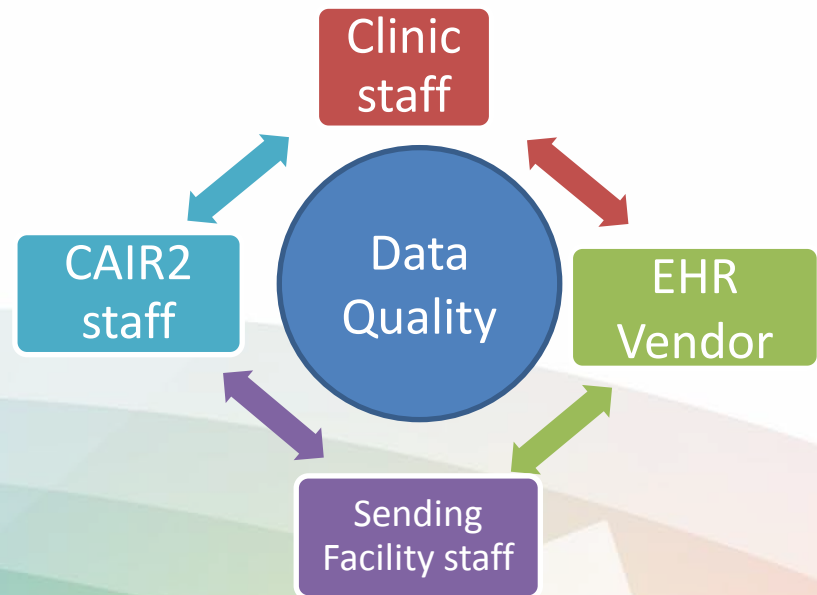 Clinic
staff
CAIR2
staff
Data
Quality
EHR
Vendor
Sending
Facility staff